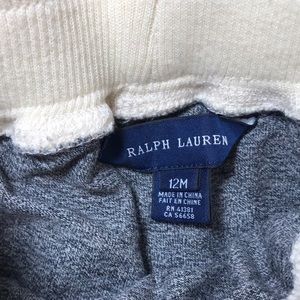 RALPH LAUREN
12M
MADE IN CHINA
FAIT EN CHINE
RN 41381
CA 56658